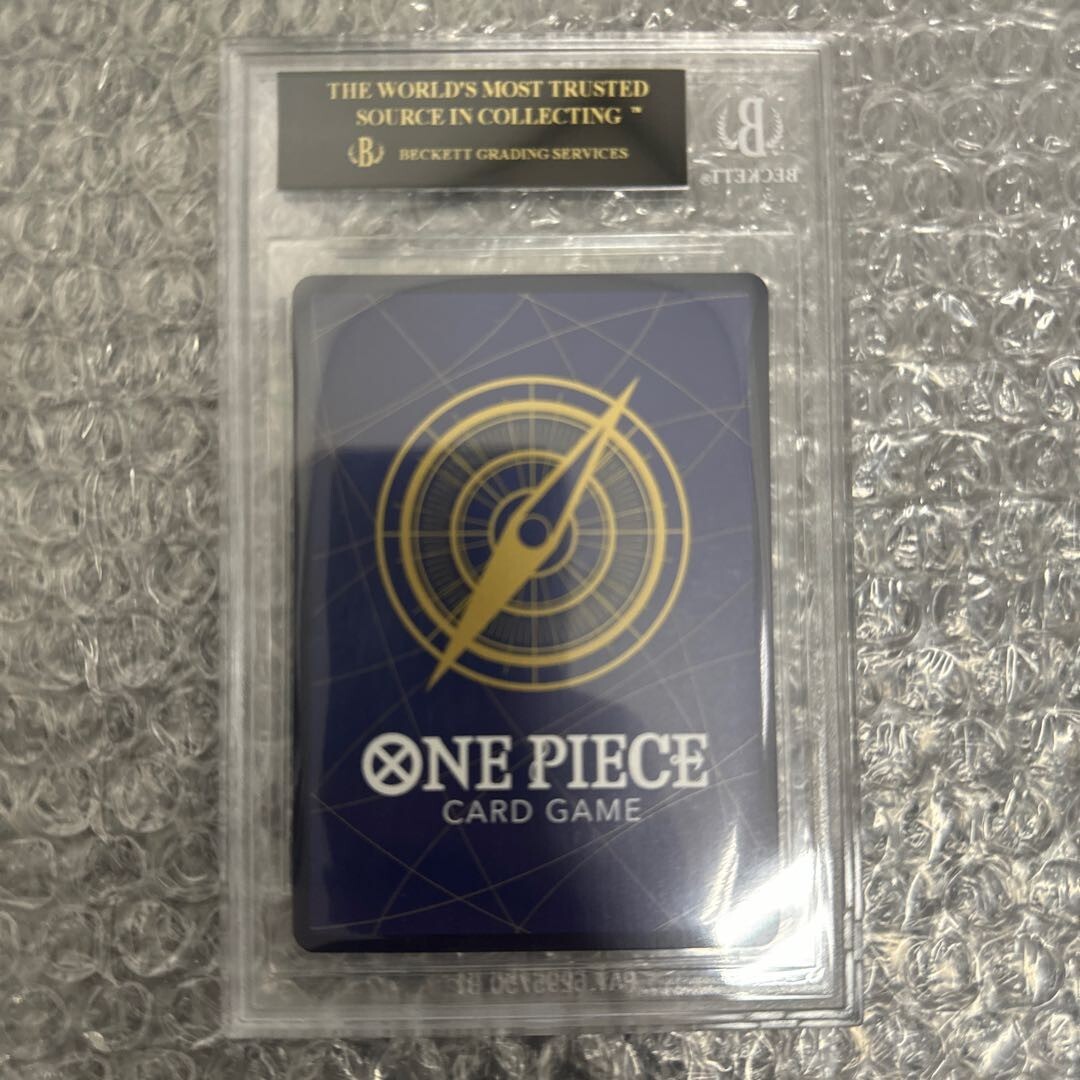 THE WORLD'S MOST TRUSTED
SOURCE IN COLLECTING ™
B BECKETT GRADING SERVICES
B
BECKETT®
ONE PIECE
CARD GAME